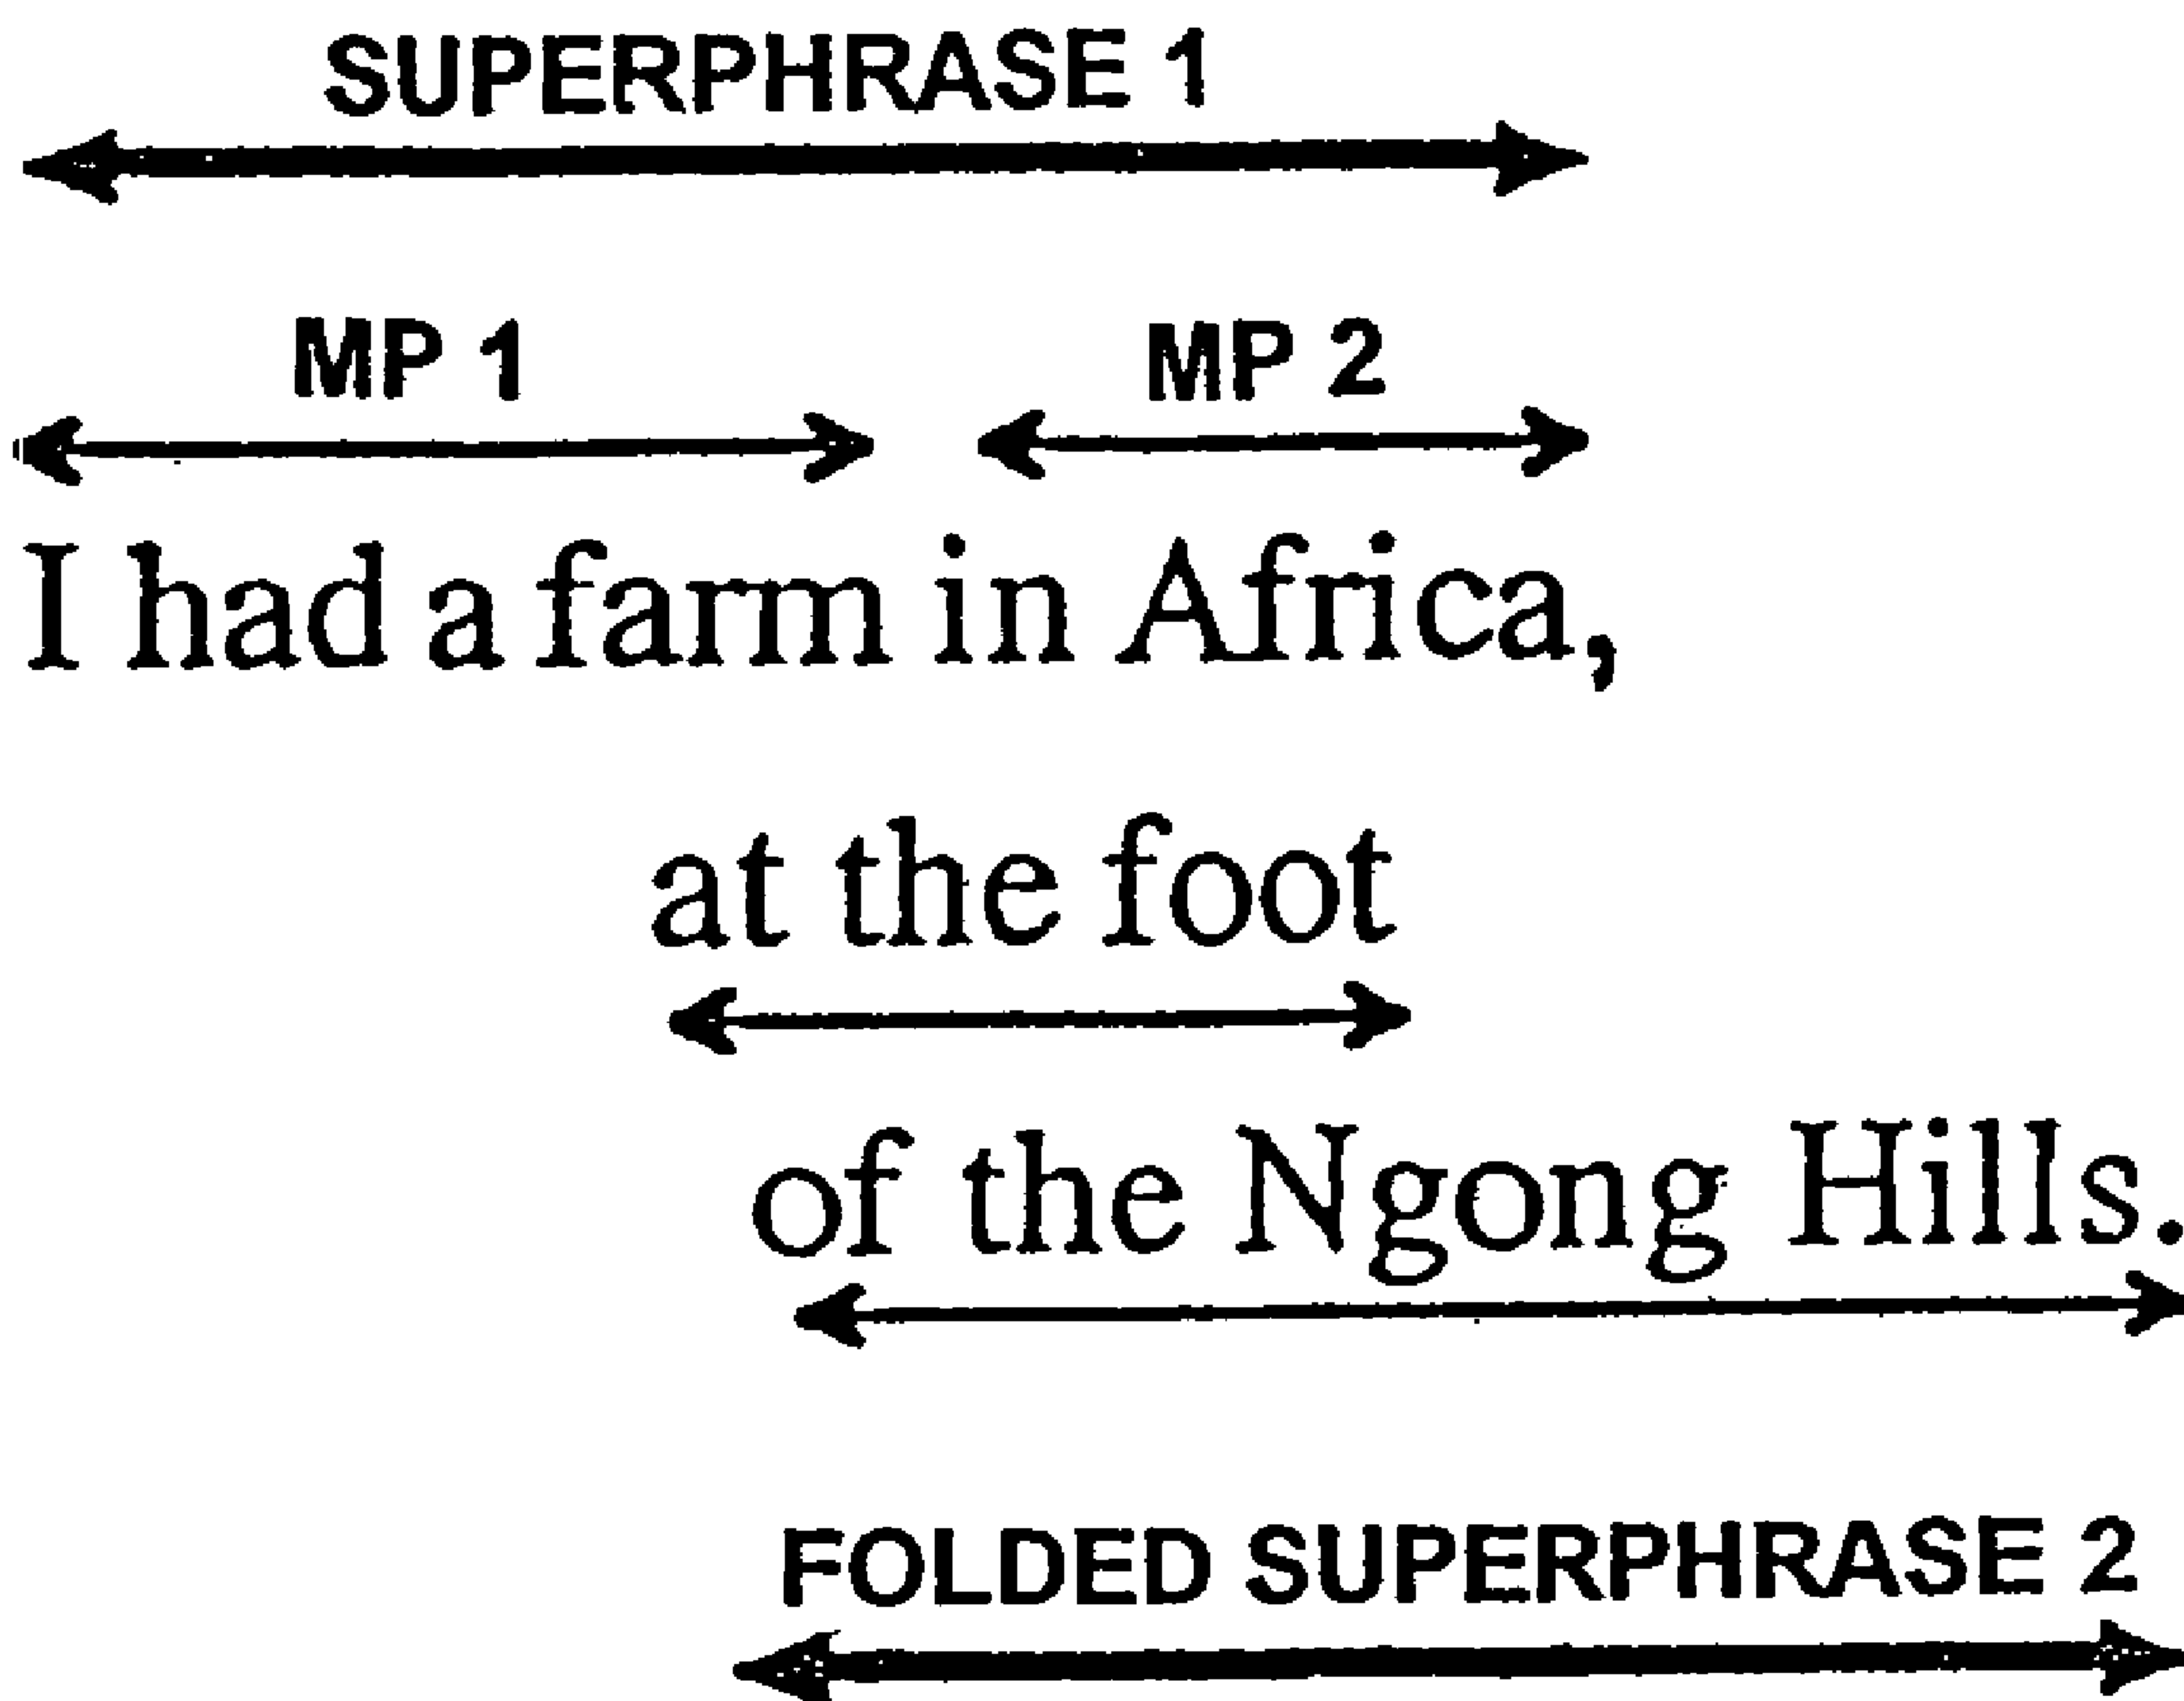 SUPERPHRASE 1
MP 1 MP 2
I had a farm in Africa,
at the foot
of the Ngong Hills.
FOLDED SUPERPHRASE 2